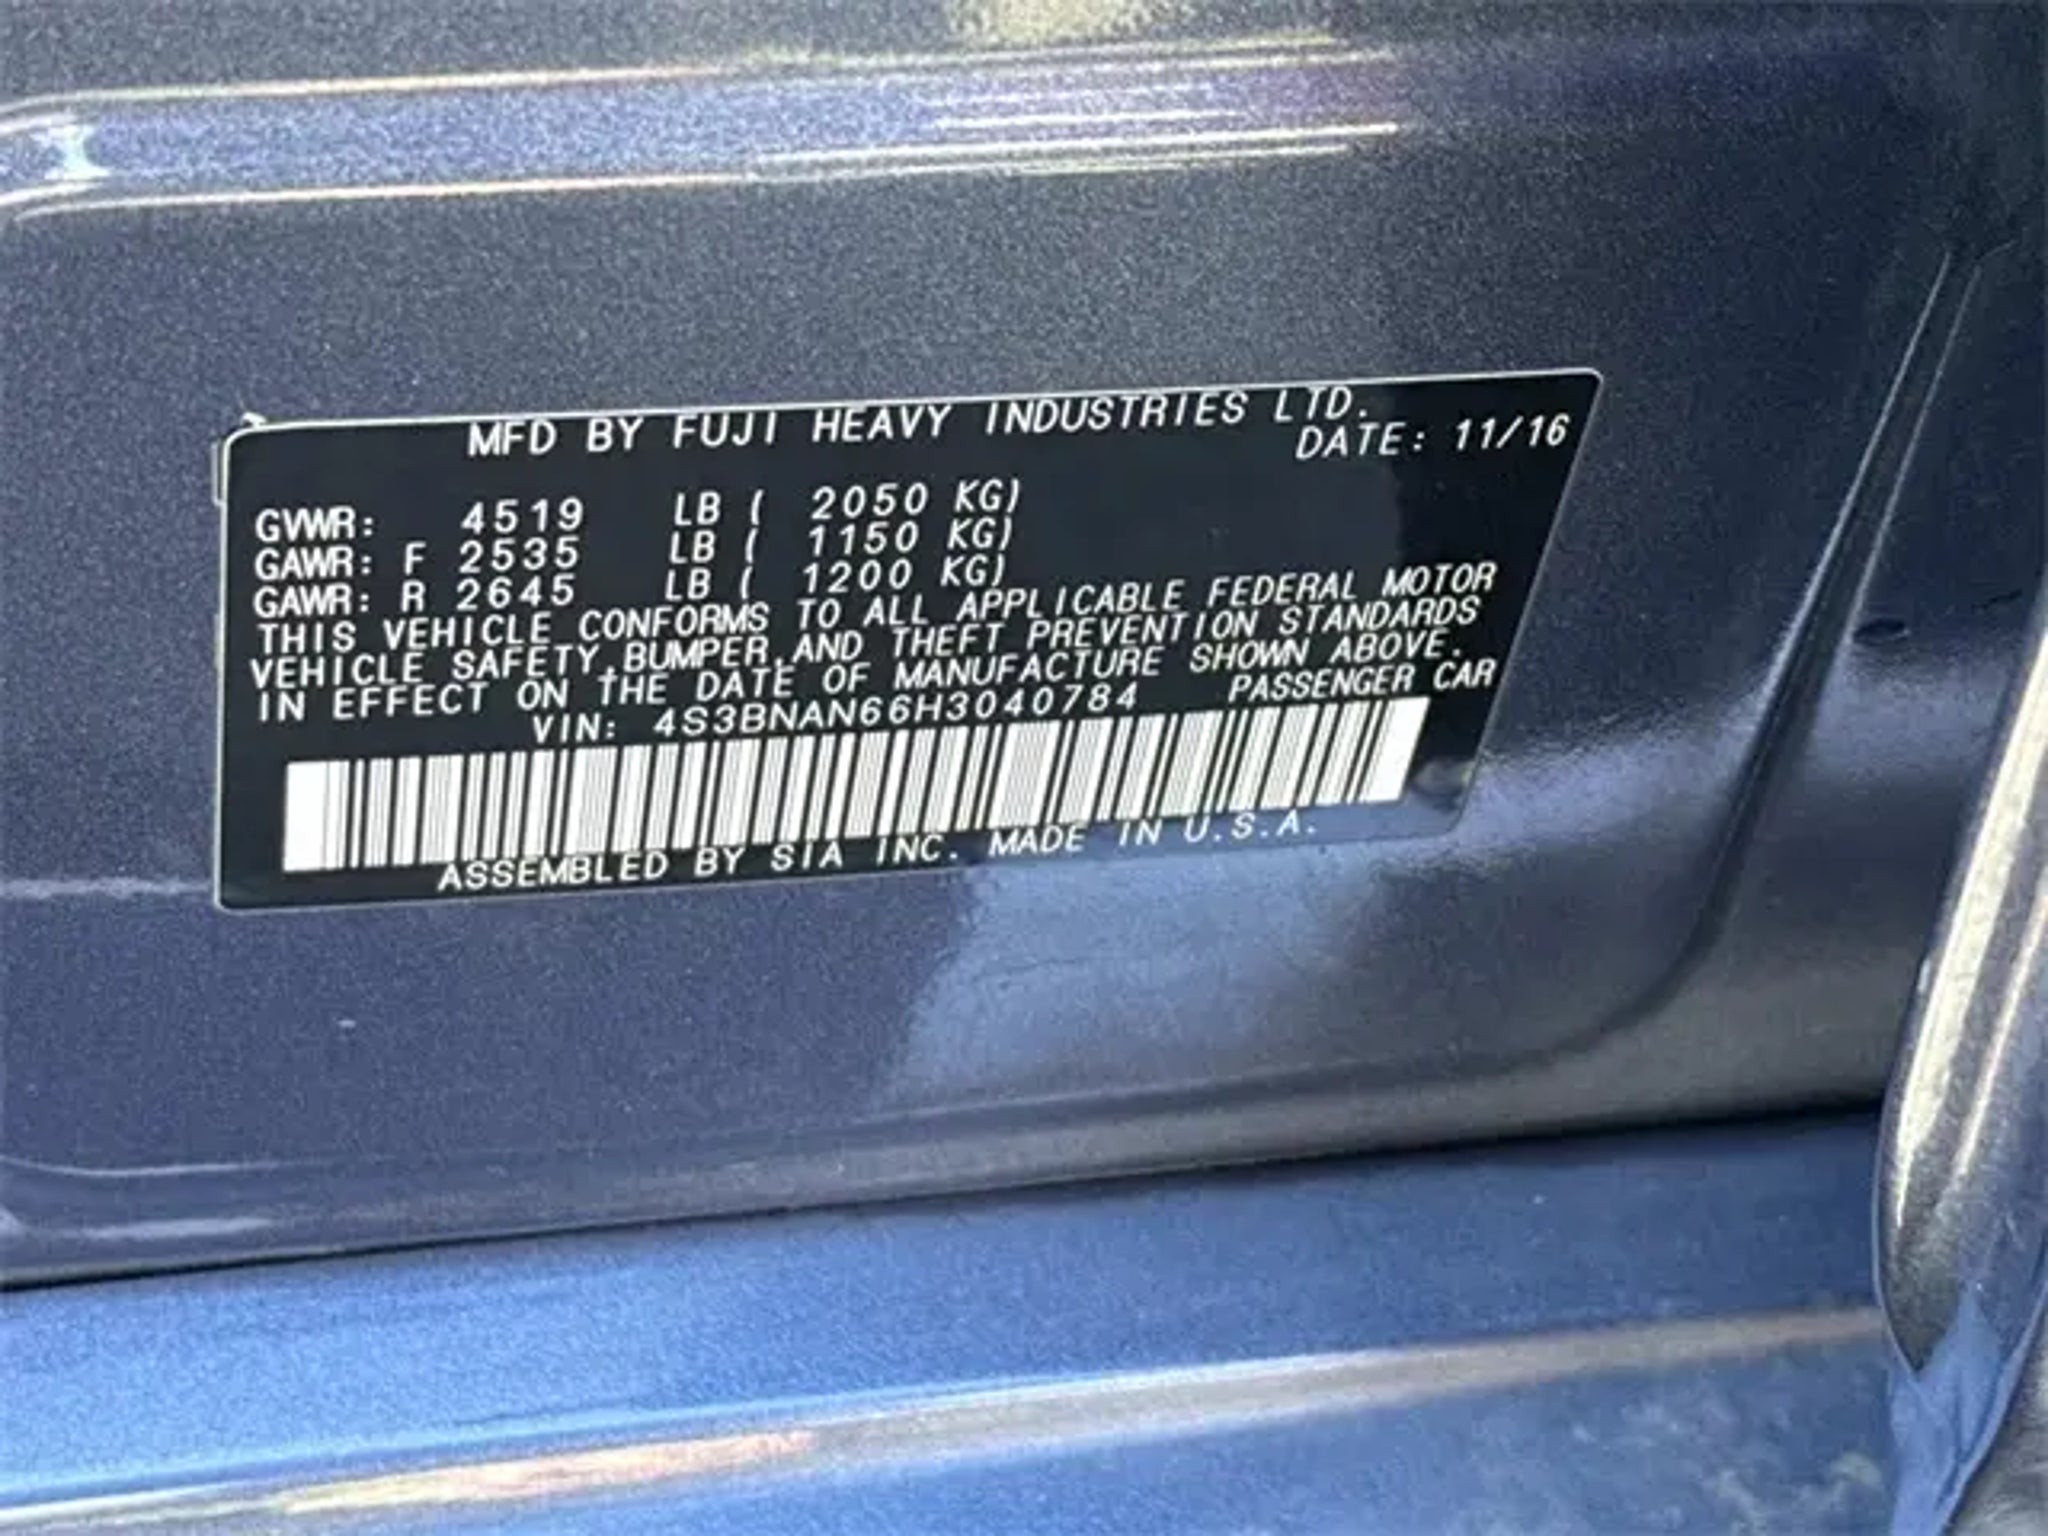 MFD BY FUJI HEAVY INDUSTRIES LTD.
DATE: 11/16
GVWR: 4519 LB ( 2050 KG)
GAWR: F 2535 LB ( 1150 KG)
GAWR: R 2645 LB ( 1200 KG)
THIS VEHICLE CONFORMS TO ALL APPLICABLE FEDERAL MOTOR
VEHICLE SAFETY,BUMPER,AND THEFT PREVENTION STANDARDS
IN EFFECT ON THE DATE OF MANUFACTURE SHOWN ABOVE.
VIN: 4S3BNAN66H3040784 PASSENGER CAR
ASSEMBLED BY SIA INC. MADE IN U.S.A.